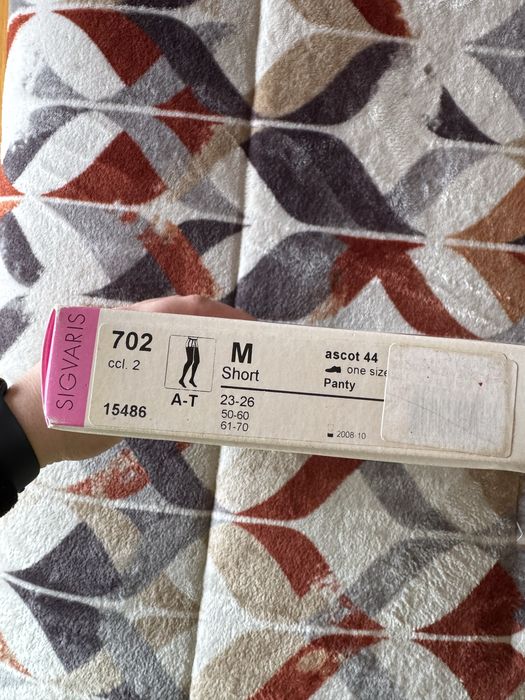 SIGVARIS
702
ccl. 2
15486
A-T
M
Short
23-26
50-60
61-70
ascot 44
one size
Panty
2008-10